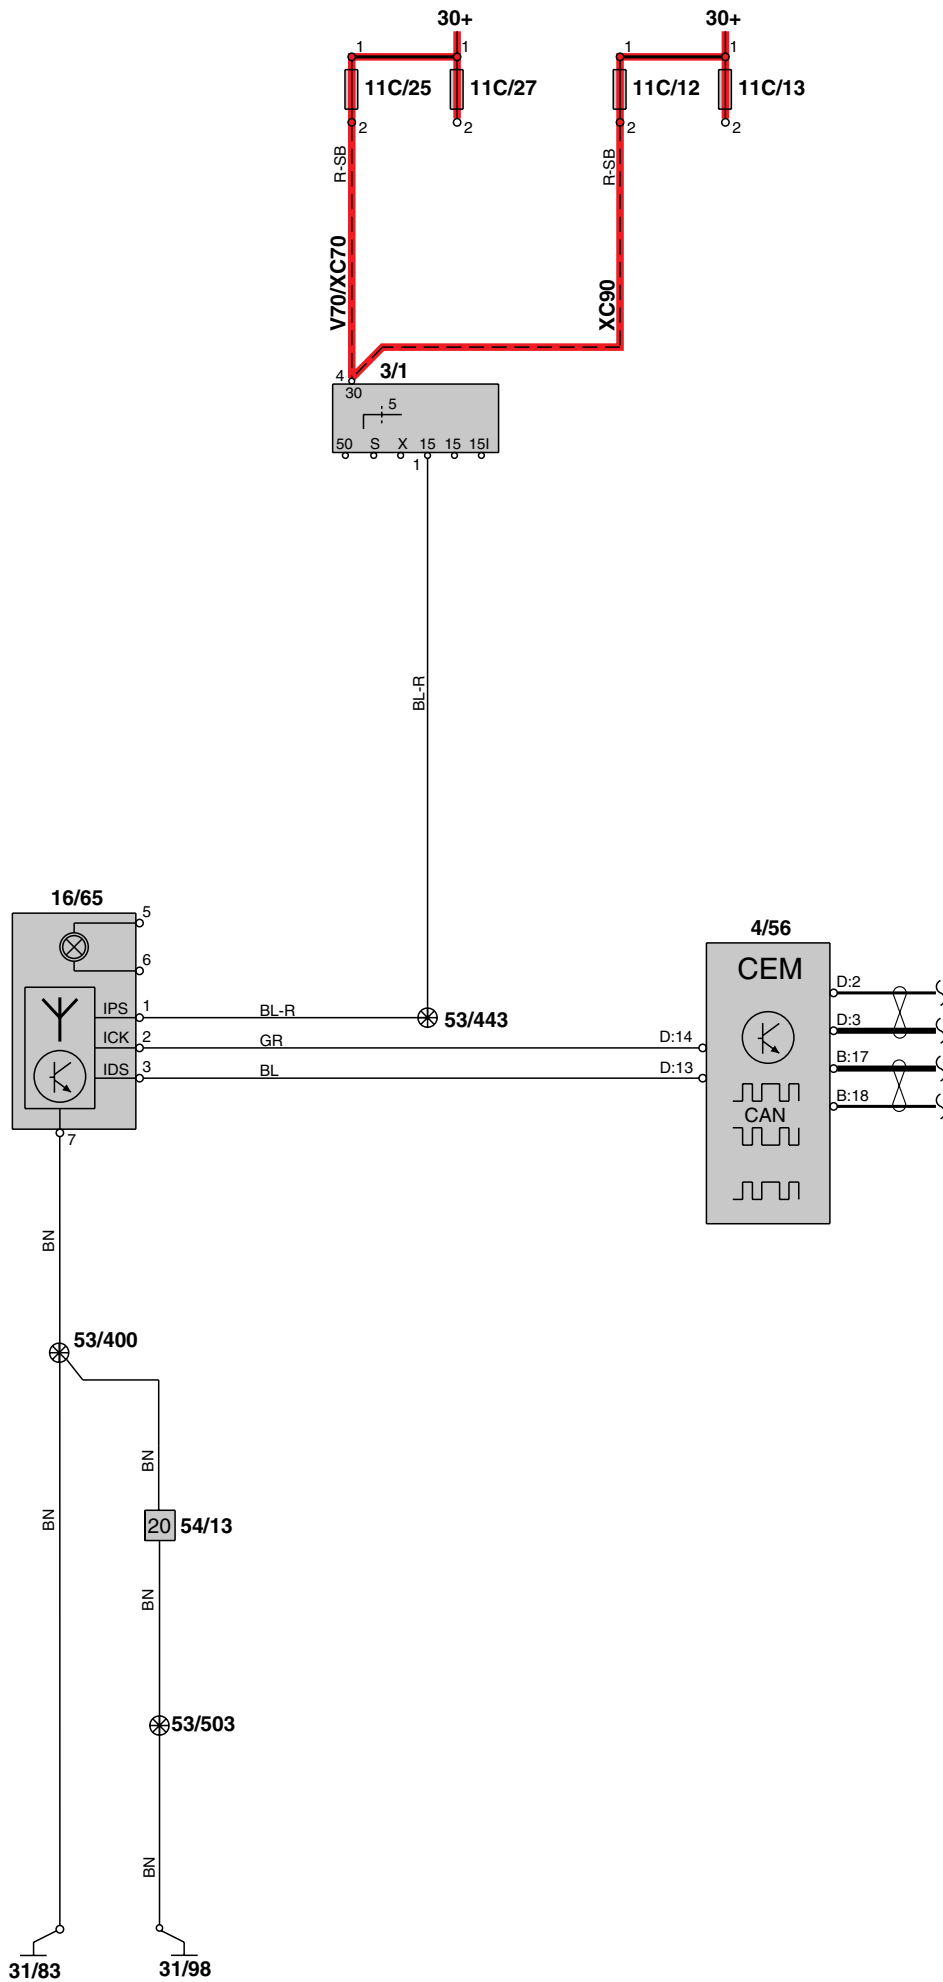 30+ 30+
1 1 1 1
11C/25 11C/27 11C/12 11C/13
2 2 2 2
R-SB R-SB
V70/XC70 XC90
4 3/1
30
5
50 S X 15 15 15I
1
BL-R
16/65
5
6
IPS 1 BL-R 53/443
ICK 2 GR D:14
IDS 3 BL D:13
7
4/56
CEM
D:2
D:3
B:17
B:18
CAN
BN
53/400
BN
BN
20 54/13
BN
53/503
BN
31/83 31/98